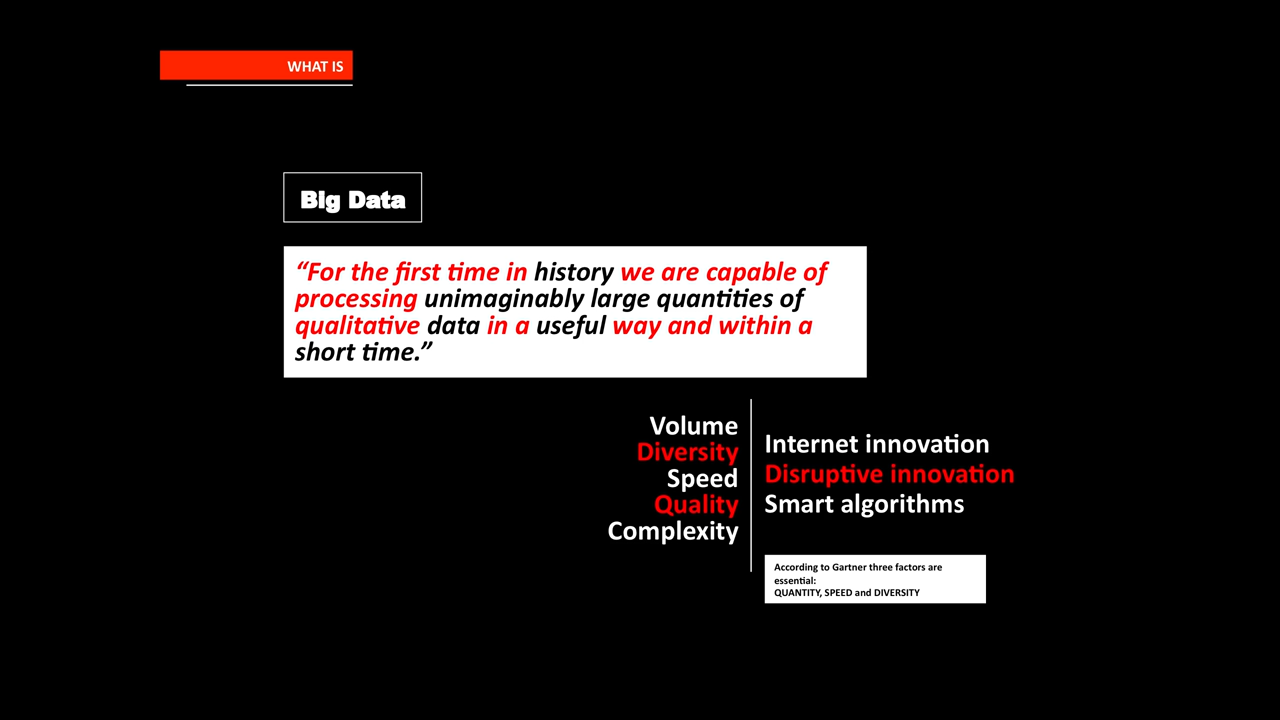 WHAT IS
Big Data
“For the first time in history we are capable of
processing unimaginably large quantities of
qualitative data in a useful way and within a
short time.”
Volume
Diversity
Speed
Quality
Complexity
Internet innovation
Disruptive innovation
Smart algorithms
According to Gartner three factors are
essential:
QUANTITY, SPEED and DIVERSITY